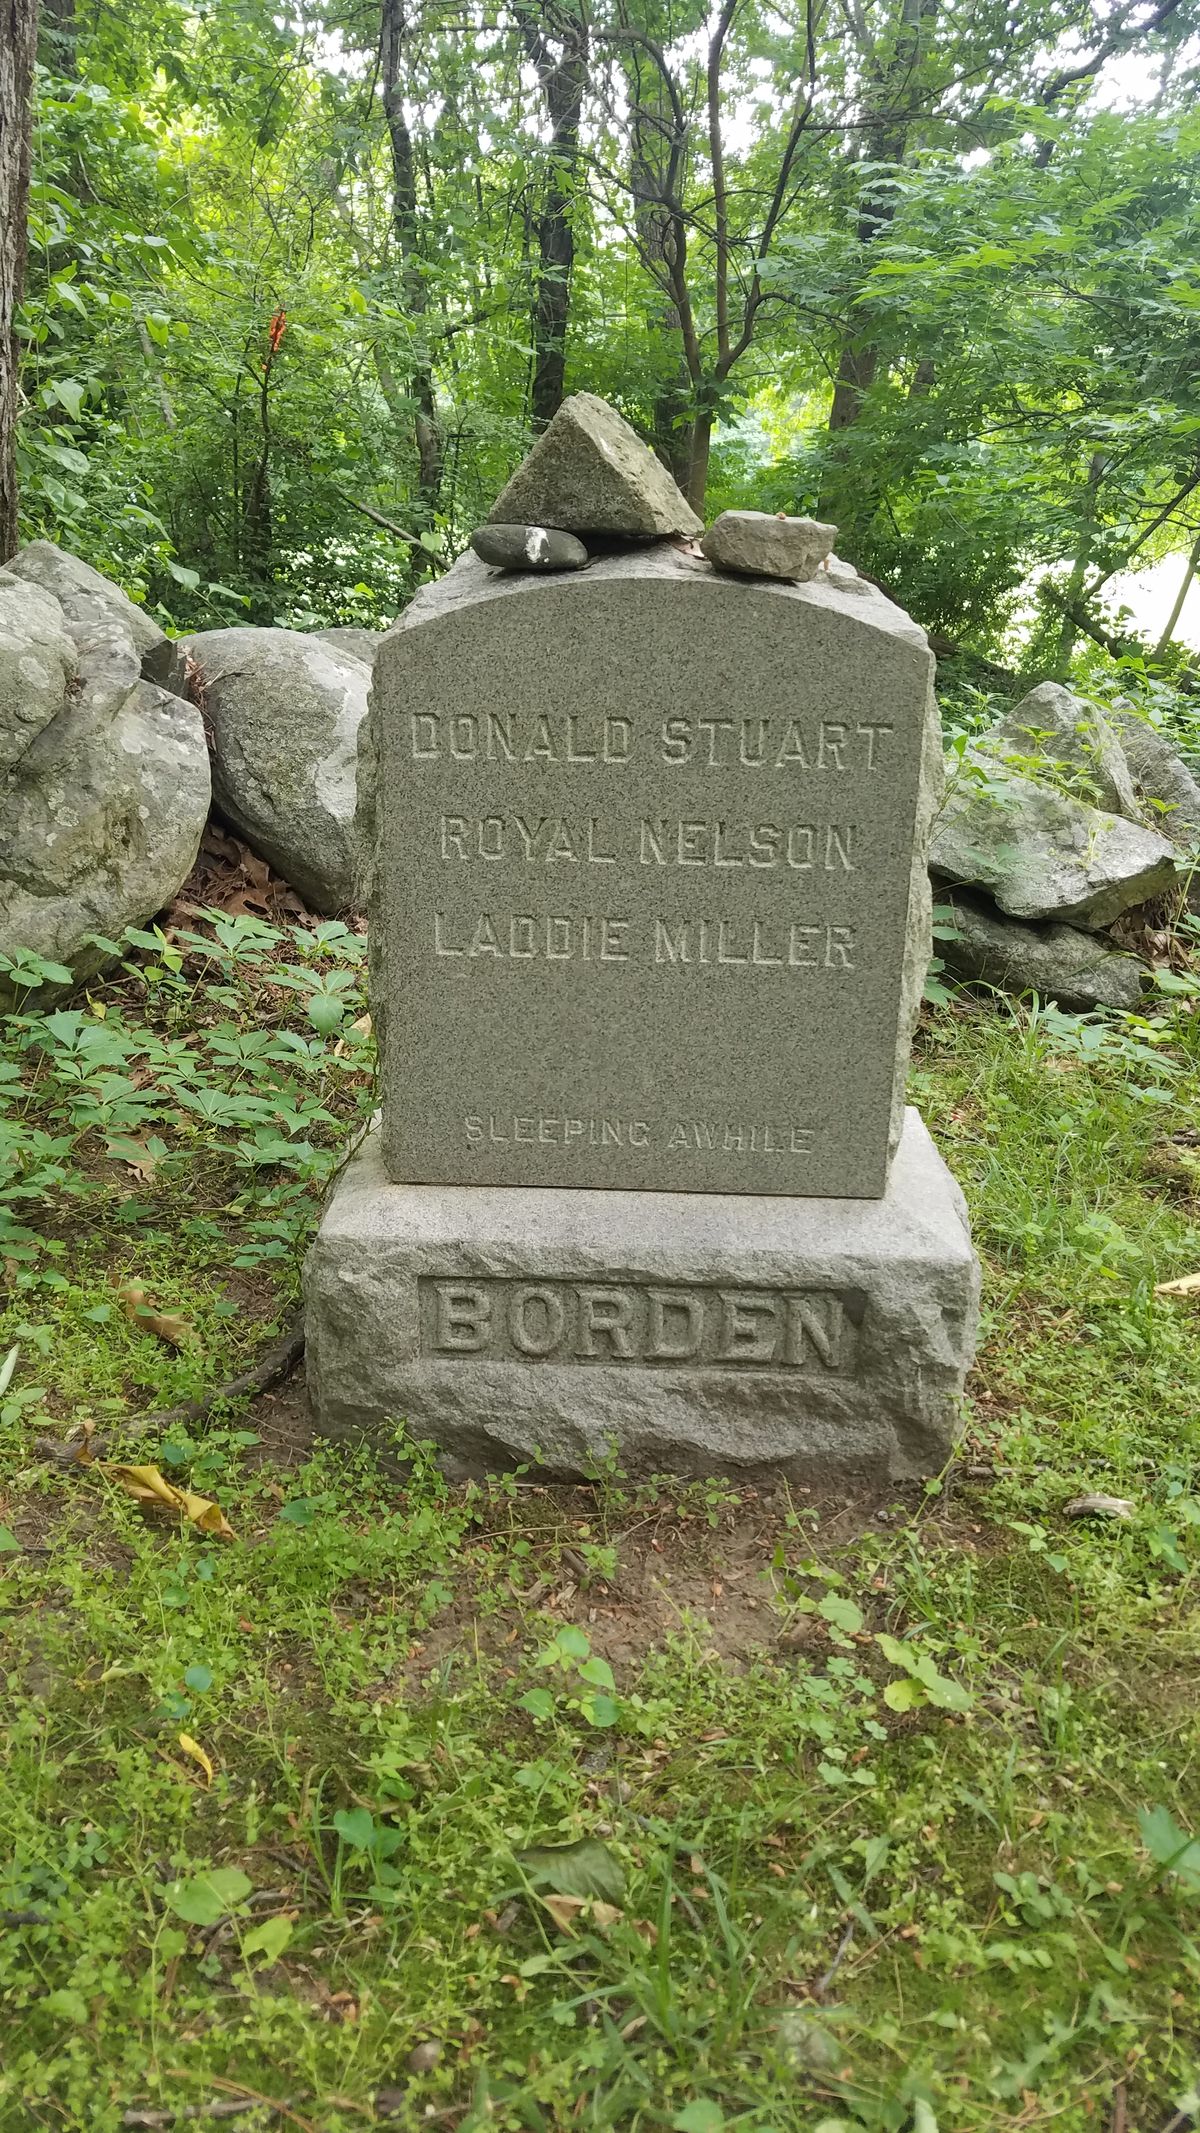 DONALD STUART
ROYAL NELSON
LADDIE MILLER
SLEEPING AWHILE
BORDEN